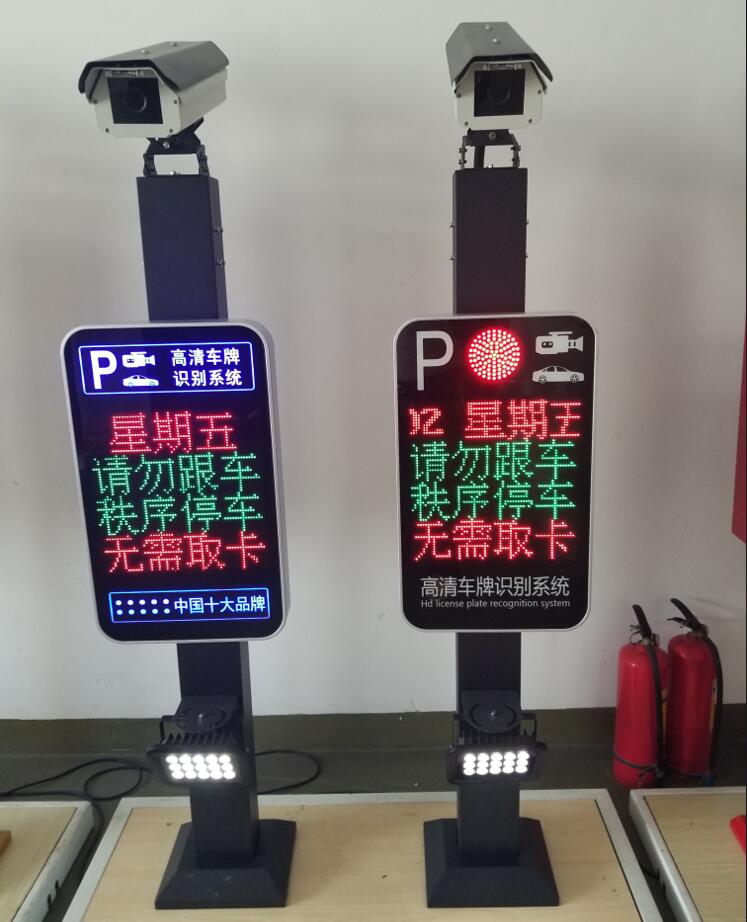 P 高清车牌
识别系统
星期五
请勿跟车
秩序停车
无需取卡
中国十大品牌
P
12 星期五
请勿跟车
秩序停车
无需取卡
高清车牌识别系统
Hd license plate recognition system